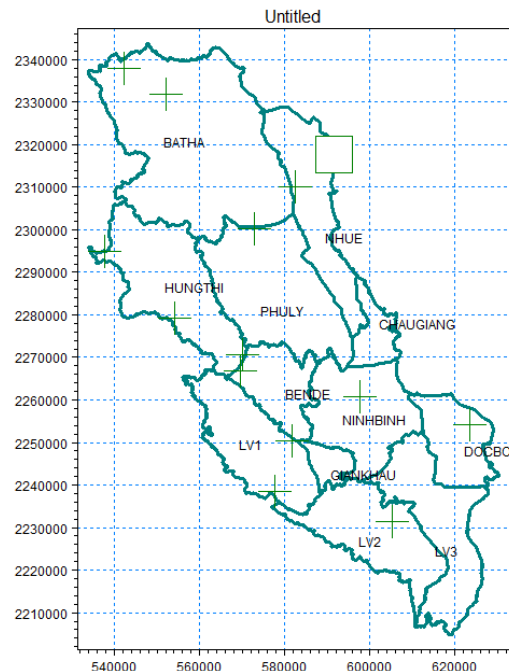 Untitled
2340000
2330000
BATHA
2320000
2310000
2300000
NHUE
2290000
HUNGTHI
PHULY
2280000
CHAUGIANG
2270000
BENDE
2260000
NINHBINH
2250000
LV1
DOCBO
GIANKHAU
2240000
2230000
LV2
LV3
2220000
2210000
540000 560000 580000 600000 620000